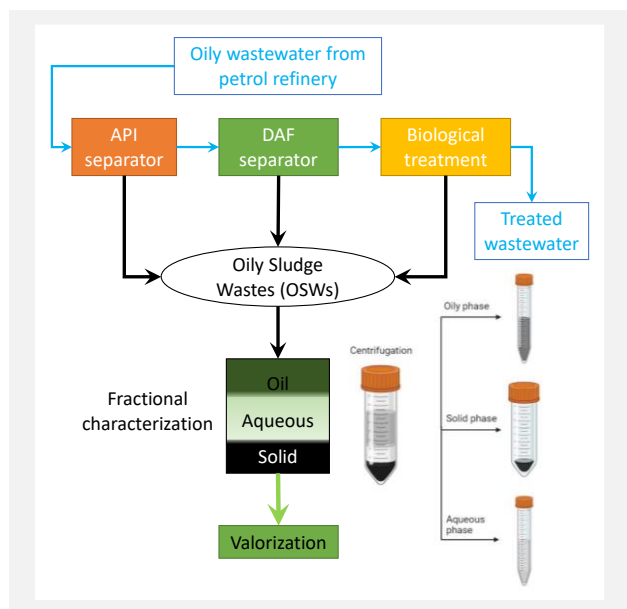 Oily wastewater from
petrol refinery
API
separator
DAF
separator
Biological
treatment
Treated
wastewater
Oily Sludge
Wastes (OSWs)
Oily phase
Centrifugation
Fractional
characterization
Oil
Aqueous
Solid
Solid phase
Aqueous
phase
Valorization